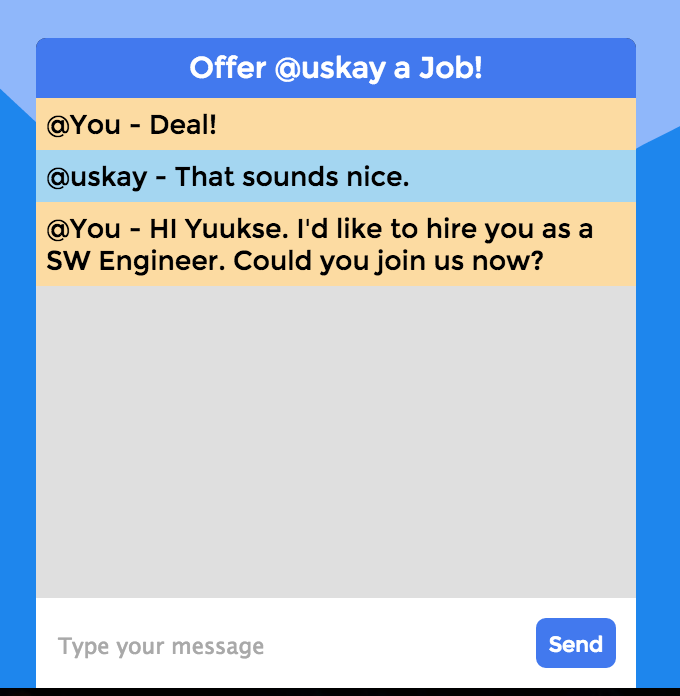 Offer @uskay a Job!
@You - Deal!
@uskay - That sounds nice.
@You - HI Yuukse. I'd like to hire you as a
SW Engineer. Could you join us now?
Type your message
Send